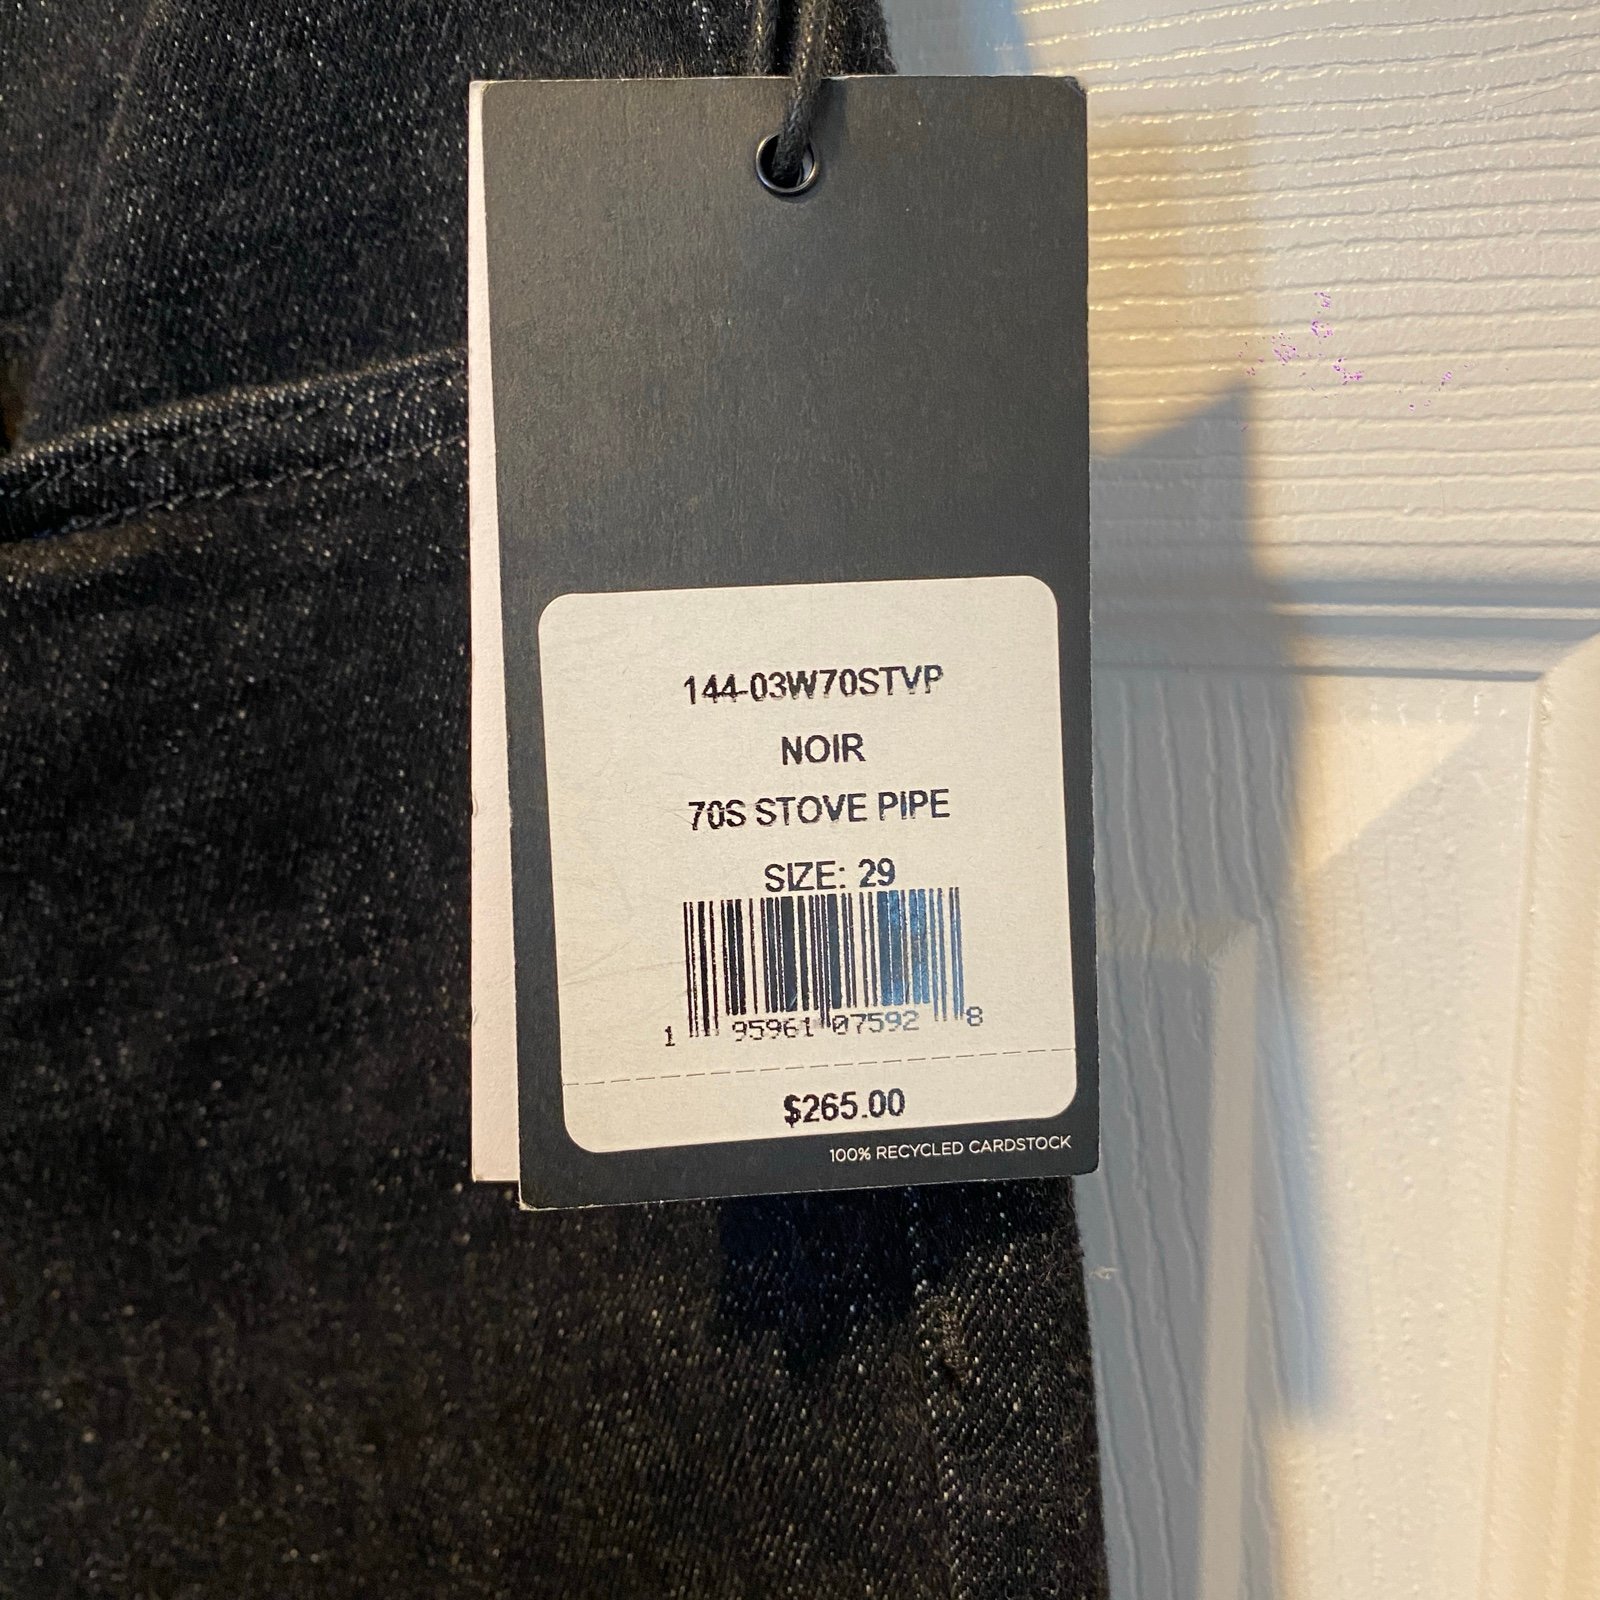 144-03W70STVP
NOIR
70S STOVE PIPE
SIZE: 29
1 95961 07592 8
$265.00
100% RECYCLED CARDSTOCK